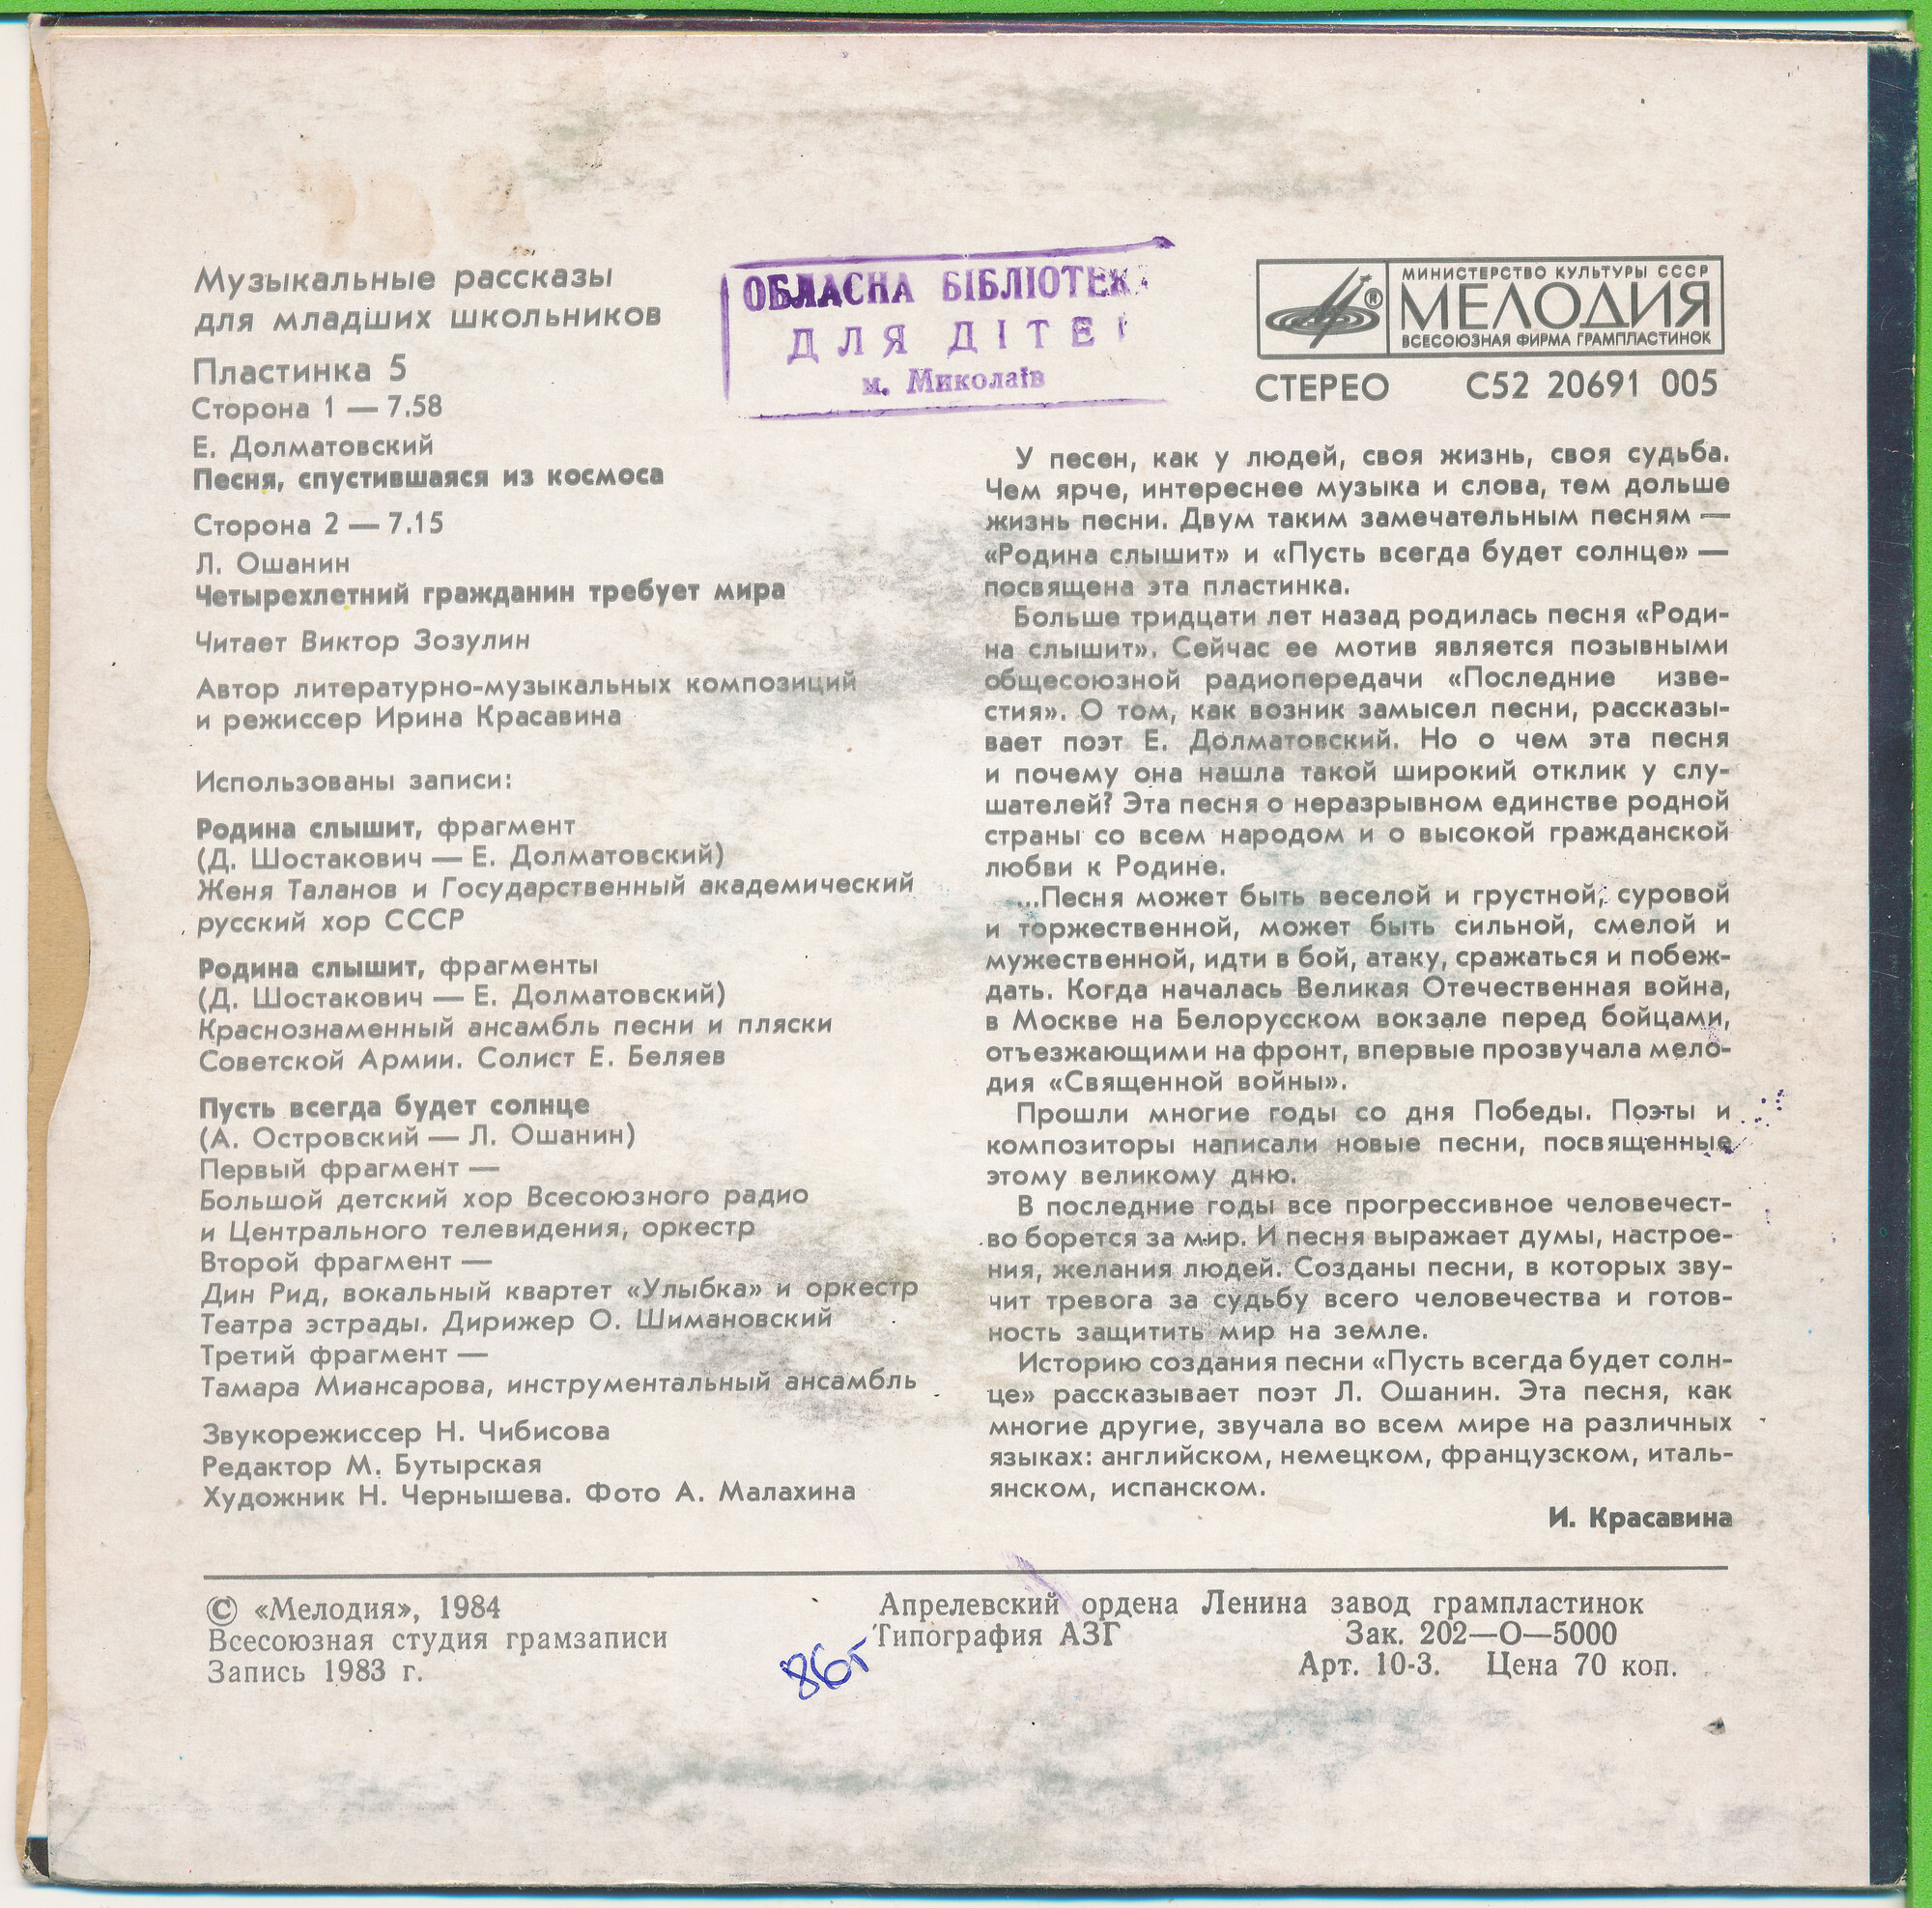 Музыкальные рассказы
для младших школьников
Пластинка 5
Сторона 1 — 7.58
Е. Долматовский
Песня, спустившаяся из космоса
Сторона 2 — 7.15
Л. Ошанин
Четырехлетний гражданин требует мира
Читает Виктор Зозулин
Автор литературно-музыкальных композиций
и режиссер Ирина Красавина
Использованы записи:
Родина слышит, фрагмент
(Д. Шостакович — Е. Долматовский)
Женя Таланов и Государственный академический
русский хор СССР
Родина слышит, фрагменты
(Д. Шостакович — Е. Долматовский)
Краснознаменный ансамбль песни и пляски
Советской Армии. Солист Е. Беляев
Пусть всегда будет солнце
(А. Островский — Л. Ошанин)
Первый фрагмент —
Большой детский хор Всесоюзного радио
и Центрального телевидения, оркестр
Второй фрагмент —
Дин Рид, вокальный квартет «Улыбка» и оркестр
Театра эстрады. Дирижер О. Шимановский
Третий фрагмент —
Тамара Миансарова, инструментальный ансамбль
Звукорежиссер Н. Чибисова
Редактор М. Бутырская
Художник Н. Чернышева. Фото А. Малахина
ОБЛАСНА БІБЛІОТЕК
ДЛЯ ДІТЕ
м. Миколаїв
МИНИСТЕРСТВО КУЛЬТУРЫ СССР
®
МЕЛОДИЯ
ВСЕСОЮЗНАЯ ФИРМА ГРАМПЛАСТИНОК
СТЕРЕО С52 20691 005
У песен, как у людей, своя жизнь, своя судьба.
Чем ярче, интереснее музыка и слова, тем дольше
жизнь песни. Двум таким замечательным песням —
«Родина слышит» и «Пусть всегда будет солнце» —
посвящена эта пластинка.
Больше тридцати лет назад родилась песня «Роди-
на слышит». Сейчас ее мотив является позывными
общесоюзной радиопередачи «Последние изве-
стия». О том, как возник замысел песни, рассказы-
вает поэт Е. Долматовский. Но о чем эта песня
и почему она нашла такой широкий отклик у слу-
шателей? Эта песня о неразрывном единстве родной
страны со всем народом и о высокой гражданской
любви к Родине.
...Песня может быть веселой и грустной, суровой
и торжественной, может быть сильной, смелой и
мужественной, идти в бой, атаку, сражаться и побеж-
дать. Когда началась Великая Отечественная война,
в Москве на Белорусском вокзале перед бойцами,
отъезжающими на фронт, впервые прозвучала мело-
дия «Священной войны».
Прошли многие годы со дня Победы. Поэты и
композиторы написали новые песни, посвященные
этому великому дню.
В последние годы все прогрессивное человечест-
во борется за мир. И песня выражает думы, настрое-
ния, желания людей. Созданы песни, в которых зву-
чит тревога за судьбу всего человечества и готов-
ность защитить мир на земле.
Историю создания песни «Пусть всегда будет солн-
це» рассказывает поэт Л. Ошанин. Эта песня, как
многие другие, звучала во всем мире на различных
языках: английском, немецком, французском, италь-
янском, испанском.
И. Красавина
© «Мелодия», 1984
Всесоюзная студия грамзаписи
Запись 1983 г.
Апрелевский ордена Ленина завод грампластинок
Типография АЗГ Зак. 202—О—5000
Арт. 10-3. Цена 70 коп.